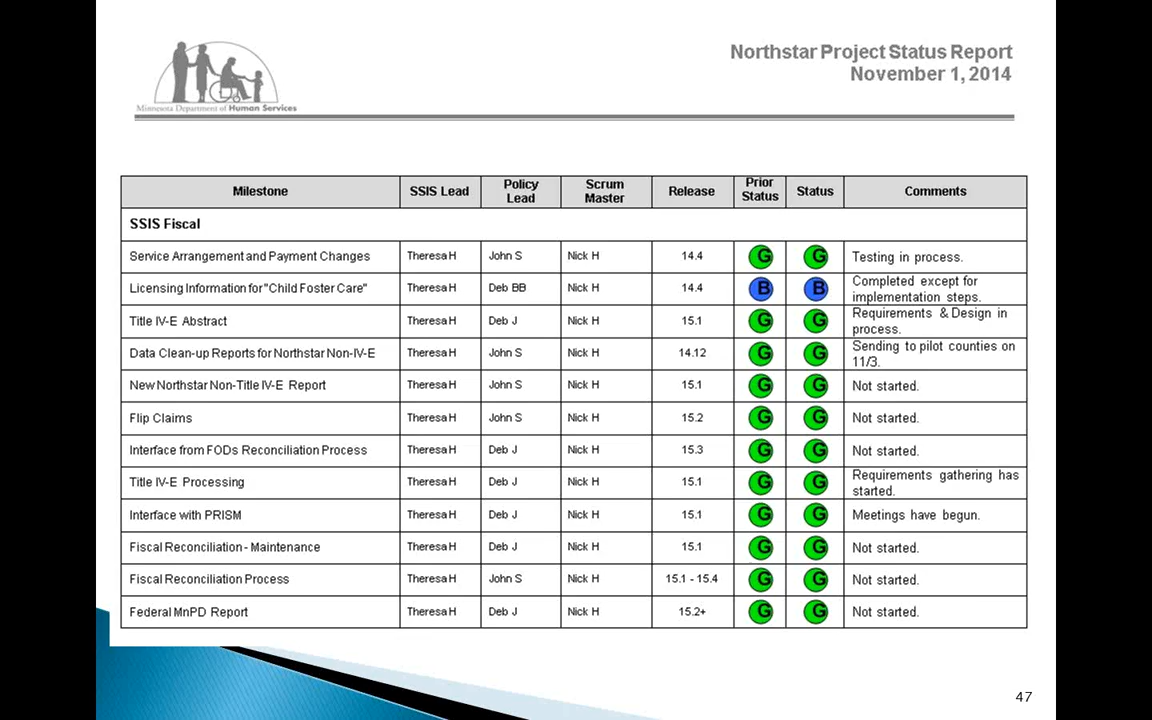 Northstar Project Status Report
November 1, 2014
Minnesota Department of Human Services
Milestone SSIS Lead Policy Lead Scrum Master Release Prior Status Status Comments
SSIS Fiscal
Service Arrangement and Payment Changes Theresa H John S Nick H 14.4 G G Testing in process.
Licensing Information for "Child Foster Care" Theresa H Deb BB Nick H 14.4 B B Completed except for implementation steps.
Title IV-E Abstract Theresa H Deb J Nick H 15.1 G G Requirements & Design in process.
Data Clean-up Reports for Northstar Non-IV-E Theresa H John S Nick H 14.12 G G Sending to pilot counties on 11/3.
New Northstar Non-Title IV-E Report Theresa H John S Nick H 15.1 G G Not started.
Flip Claims Theresa H John S Nick H 15.2 G G Not started.
Interface from FODs Reconciliation Process Theresa H Deb J Nick H 15.3 G G Not started.
Title IV-E Processing Theresa H Deb J Nick H 15.1 G G Requirements gathering has started.
Interface with PRISM Theresa H Deb J Nick H 15.1 G G Meetings have begun.
Fiscal Reconciliation - Maintenance Theresa H Deb J Nick H 15.1 G G Not started.
Fiscal Reconciliation Process Theresa H John S Nick H 15.1 - 15.4 G G Not started.
Federal MnPD Report Theresa H Deb J Nick H 15.2+ G G Not started.
47